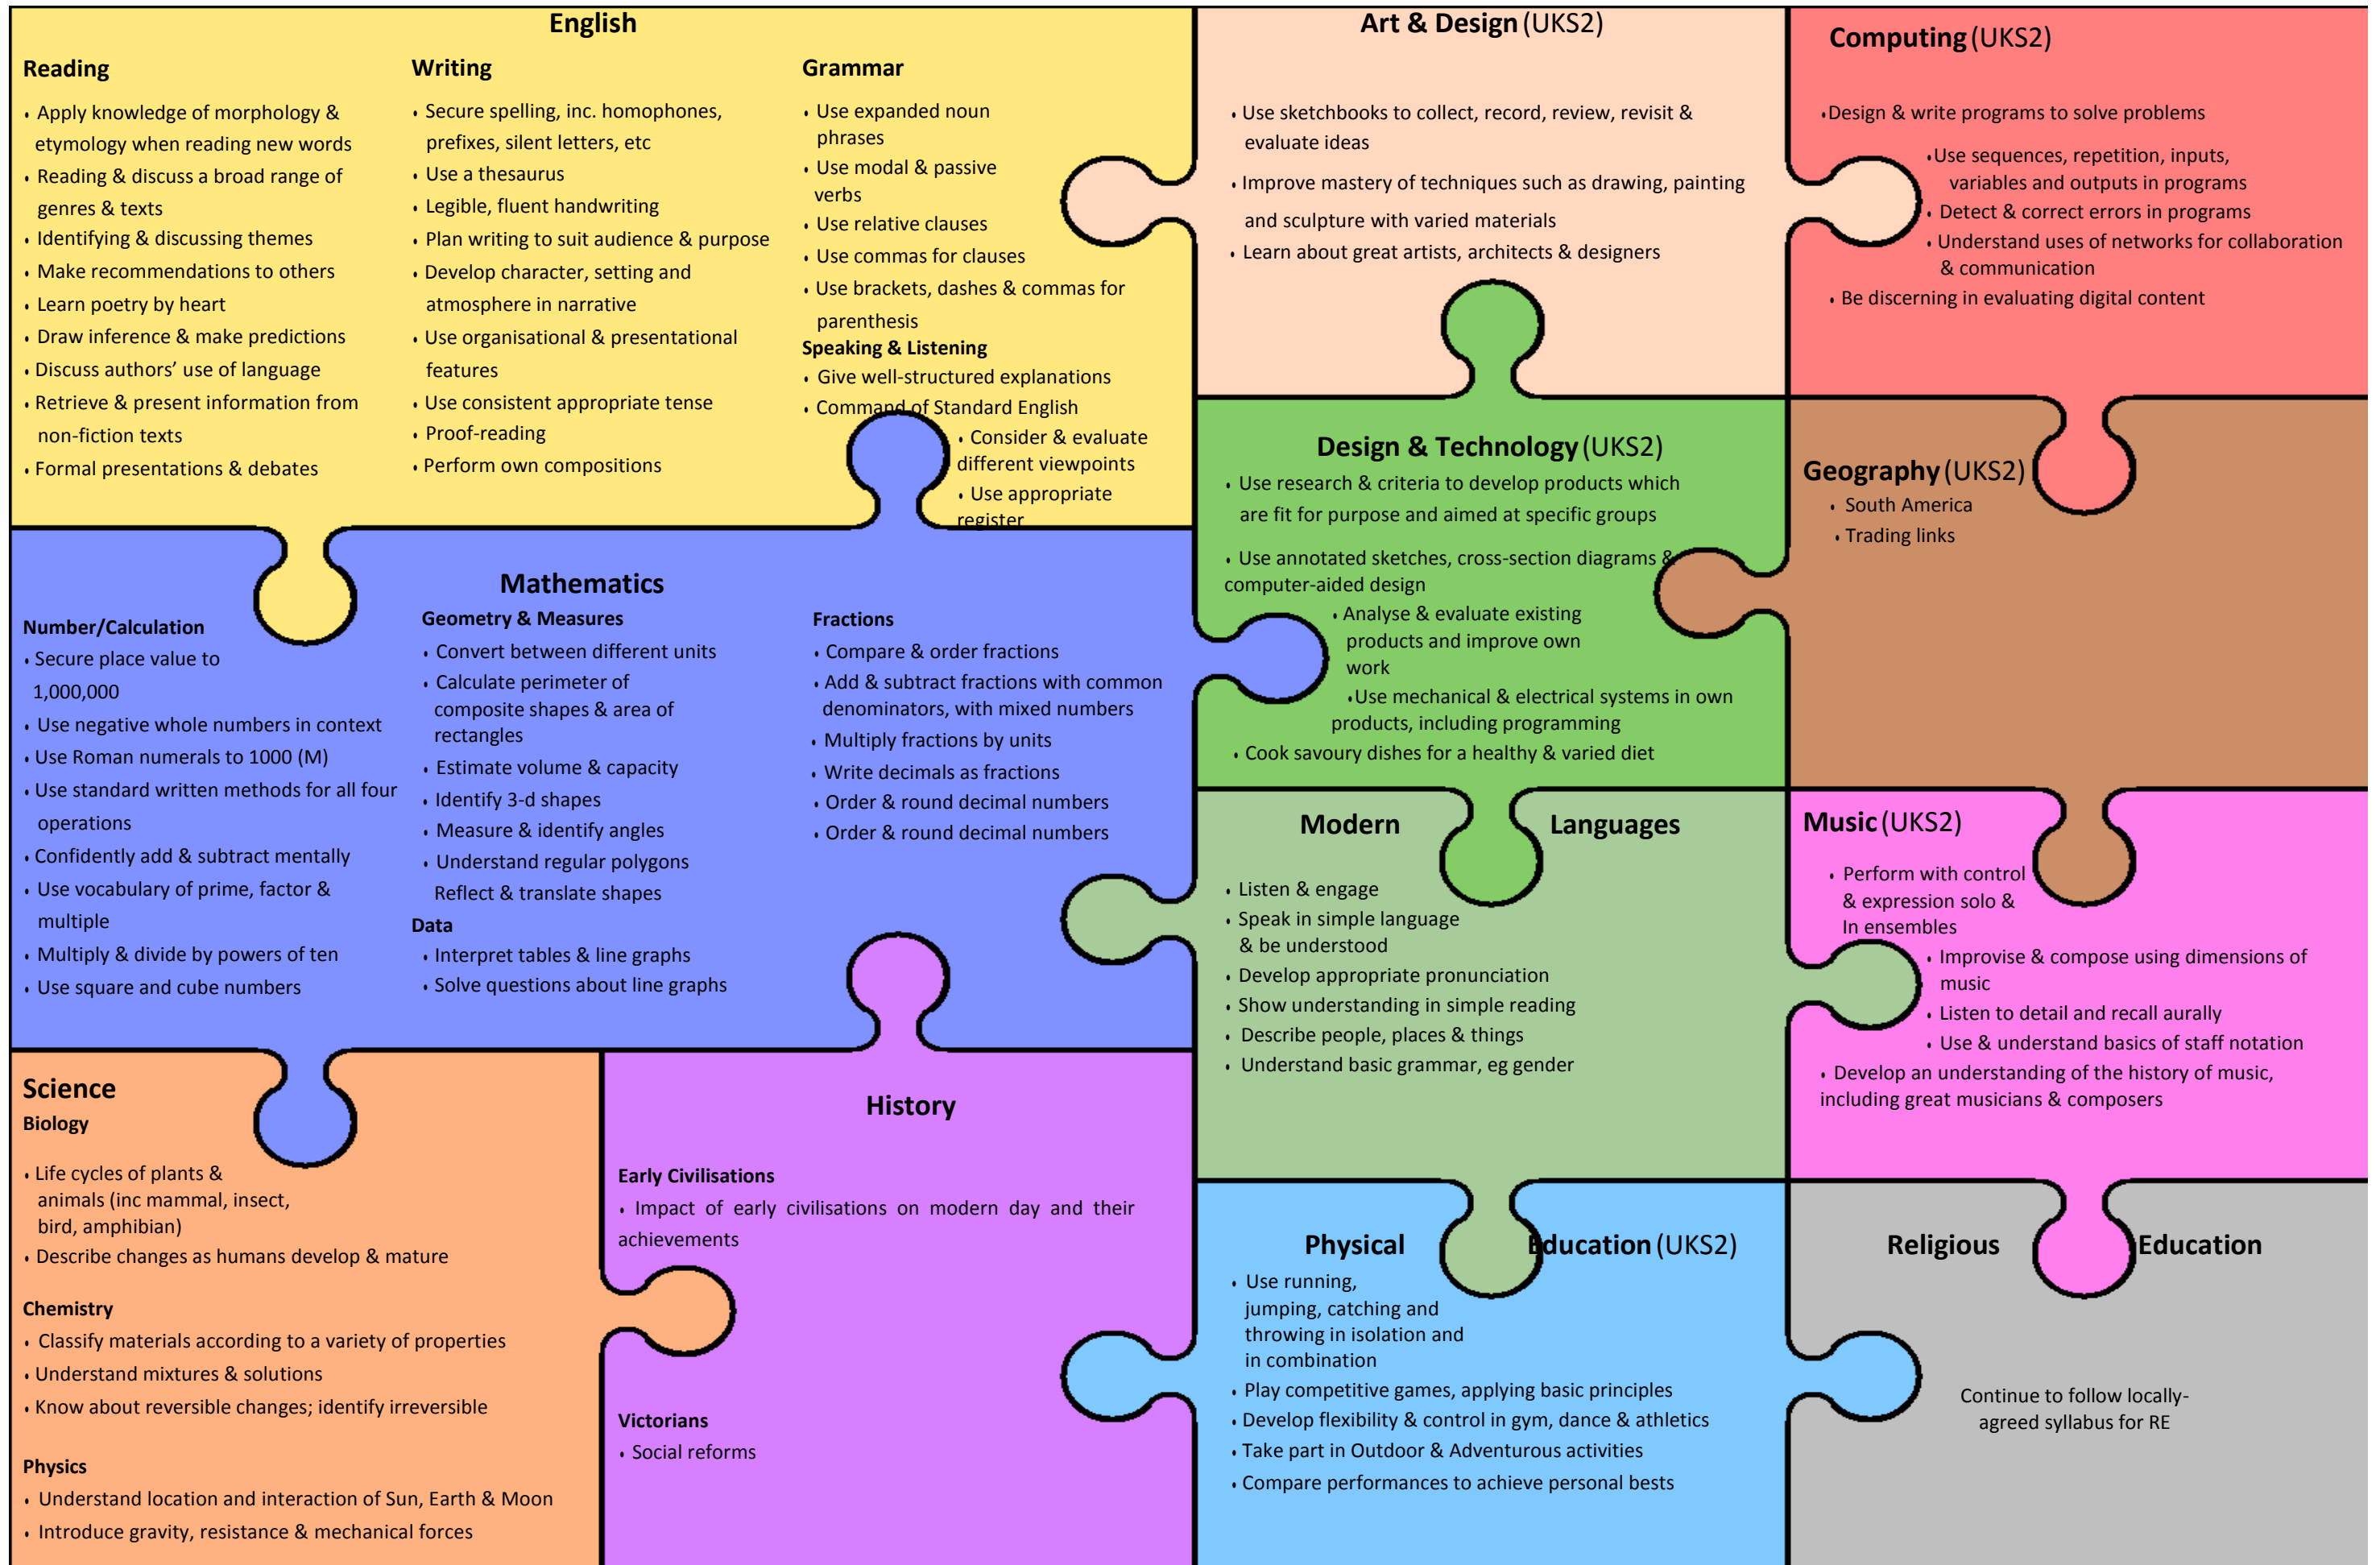 English
Reading
• Apply knowledge of morphology &
etymology when reading new words
• Reading & discuss a broad range of
genres & texts
• Identifying & discussing themes
• Make recommendations to others
• Learn poetry by heart
• Draw inference & make predictions
• Discuss authors’ use of language
• Retrieve & present information from
non-fiction texts
• Formal presentations & debates
Writing
• Secure spelling, inc. homophones,
prefixes, silent letters, etc
• Use a thesaurus
• Legible, fluent handwriting
• Plan writing to suit audience & purpose
• Develop character, setting and
atmosphere in narrative
• Use organisational & presentational
features
• Use consistent appropriate tense
• Proof-reading
• Perform own compositions
Grammar
• Use expanded noun
phrases
• Use modal & passive
verbs
• Use relative clauses
• Use commas for clauses
• Use brackets, dashes & commas for
parenthesis
Speaking & Listening
• Give well-structured explanations
• Command of Standard English
• Consider & evaluate
different viewpoints
• Use appropriate
register
Art & Design (UKS2)
• Use sketchbooks to collect, record, review, revisit &
evaluate ideas
• Improve mastery of techniques such as drawing, painting
and sculpture with varied materials
• Learn about great artists, architects & designers
Computing (UKS2)
• Design & write programs to solve problems
• Use sequences, repetition, inputs,
variables and outputs in programs
• Detect & correct errors in programs
• Understand uses of networks for collaboration
& communication
• Be discerning in evaluating digital content
Mathematics
Number/Calculation
• Secure place value to
1,000,000
• Use negative whole numbers in context
• Use Roman numerals to 1000 (M)
• Use standard written methods for all four
operations
• Confidently add & subtract mentally
• Use vocabulary of prime, factor &
multiple
• Multiply & divide by powers of ten
• Use square and cube numbers
Geometry & Measures
• Convert between different units
• Calculate perimeter of
composite shapes & area of
rectangles
• Estimate volume & capacity
• Identify 3-d shapes
• Measure & identify angles
• Understand regular polygons
Reflect & translate shapes
Data
• Interpret tables & line graphs
• Solve questions about line graphs
Fractions
• Compare & order fractions
• Add & subtract fractions with common
denominators, with mixed numbers
• Multiply fractions by units
• Write decimals as fractions
• Order & round decimal numbers
• Order & round decimal numbers
Design & Technology (UKS2)
• Use research & criteria to develop products which
are fit for purpose and aimed at specific groups
• Use annotated sketches, cross-section diagrams &
computer-aided design
• Analyse & evaluate existing
products and improve own
work
• Use mechanical & electrical systems in own
products, including programming
• Cook savoury dishes for a healthy & varied diet
Geography (UKS2)
• South America
• Trading links
Modern Languages
• Listen & engage
• Speak in simple language
& be understood
• Develop appropriate pronunciation
• Show understanding in simple reading
• Describe people, places & things
• Understand basic grammar, eg gender
Music (UKS2)
• Perform with control
& expression solo &
In ensembles
• Improvise & compose using dimensions of
music
• Listen to detail and recall aurally
• Use & understand basics of staff notation
• Develop an understanding of the history of music,
including great musicians & composers
Science
Biology
• Life cycles of plants &
animals (inc mammal, insect,
bird, amphibian)
• Describe changes as humans develop & mature
Chemistry
• Classify materials according to a variety of properties
• Understand mixtures & solutions
• Know about reversible changes; identify irreversible
Physics
• Understand location and interaction of Sun, Earth & Moon
• Introduce gravity, resistance & mechanical forces
History
Early Civilisations
• Impact of early civilisations on modern day and their
achievements
Victorians
• Social reforms
Physical Education (UKS2)
• Use running,
jumping, catching and
throwing in isolation and
in combination
• Play competitive games, applying basic principles
• Develop flexibility & control in gym, dance & athletics
• Take part in Outdoor & Adventurous activities
• Compare performances to achieve personal bests
Religious Education
Continue to follow locally-
agreed syllabus for RE